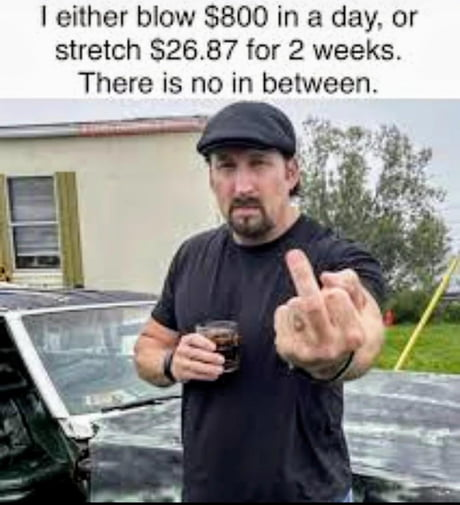 I either blow $800 in a day, or
stretch $26.87 for 2 weeks.
There is no in between.